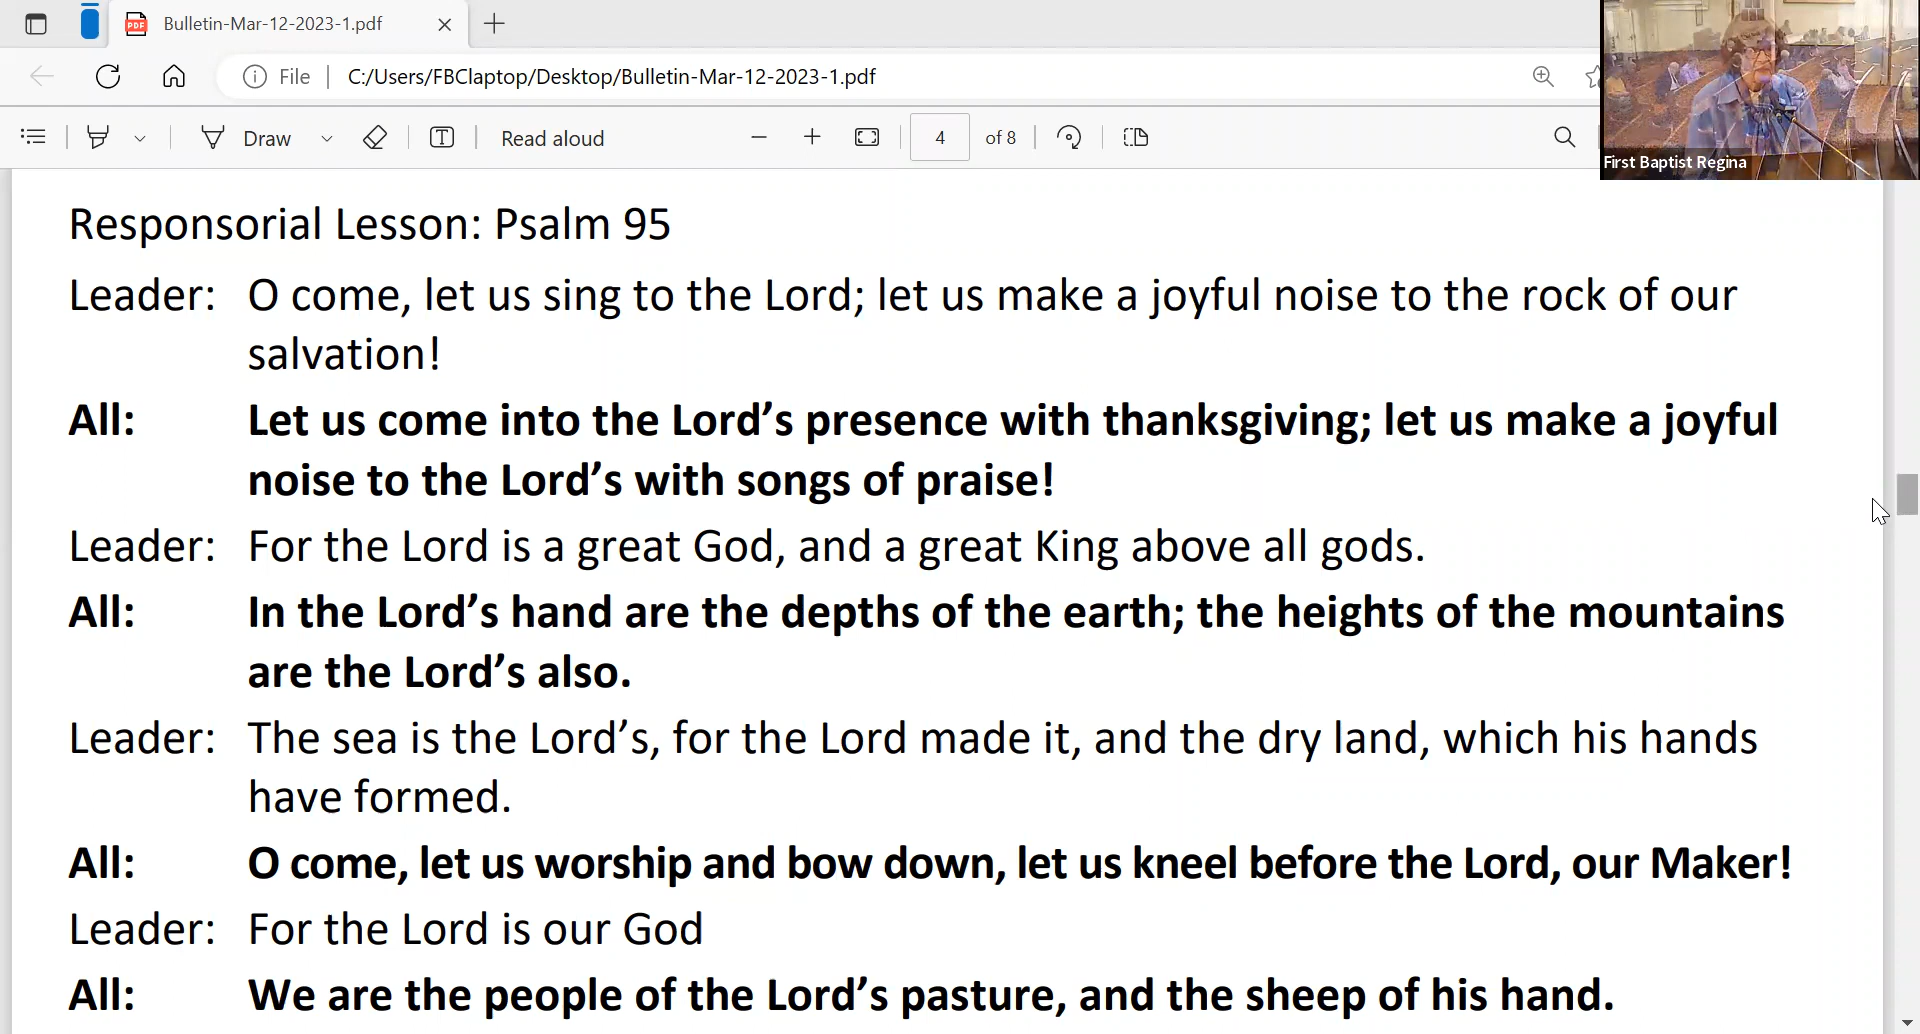 Bulletin-Mar-12-2023-1.pdf
File
C:/Users/FBClaptop/Desktop/Bulletin-Mar-12-2023-1.pdf
Draw
Read aloud
4 of 8
First Baptist Regina
Responsorial Lesson: Psalm 95
Leader: O come, let us sing to the Lord; let us make a joyful noise to the rock of our
salvation!
All: Let us come into the Lord’s presence with thanksgiving; let us make a joyful
noise to the Lord’s with songs of praise!
Leader: For the Lord is a great God, and a great King above all gods.
All: In the Lord’s hand are the depths of the earth; the heights of the mountains
are the Lord’s also.
Leader: The sea is the Lord’s, for the Lord made it, and the dry land, which his hands
have formed.
All: O come, let us worship and bow down, let us kneel before the Lord, our Maker!
Leader: For the Lord is our God
All: We are the people of the Lord’s pasture, and the sheep of his hand.